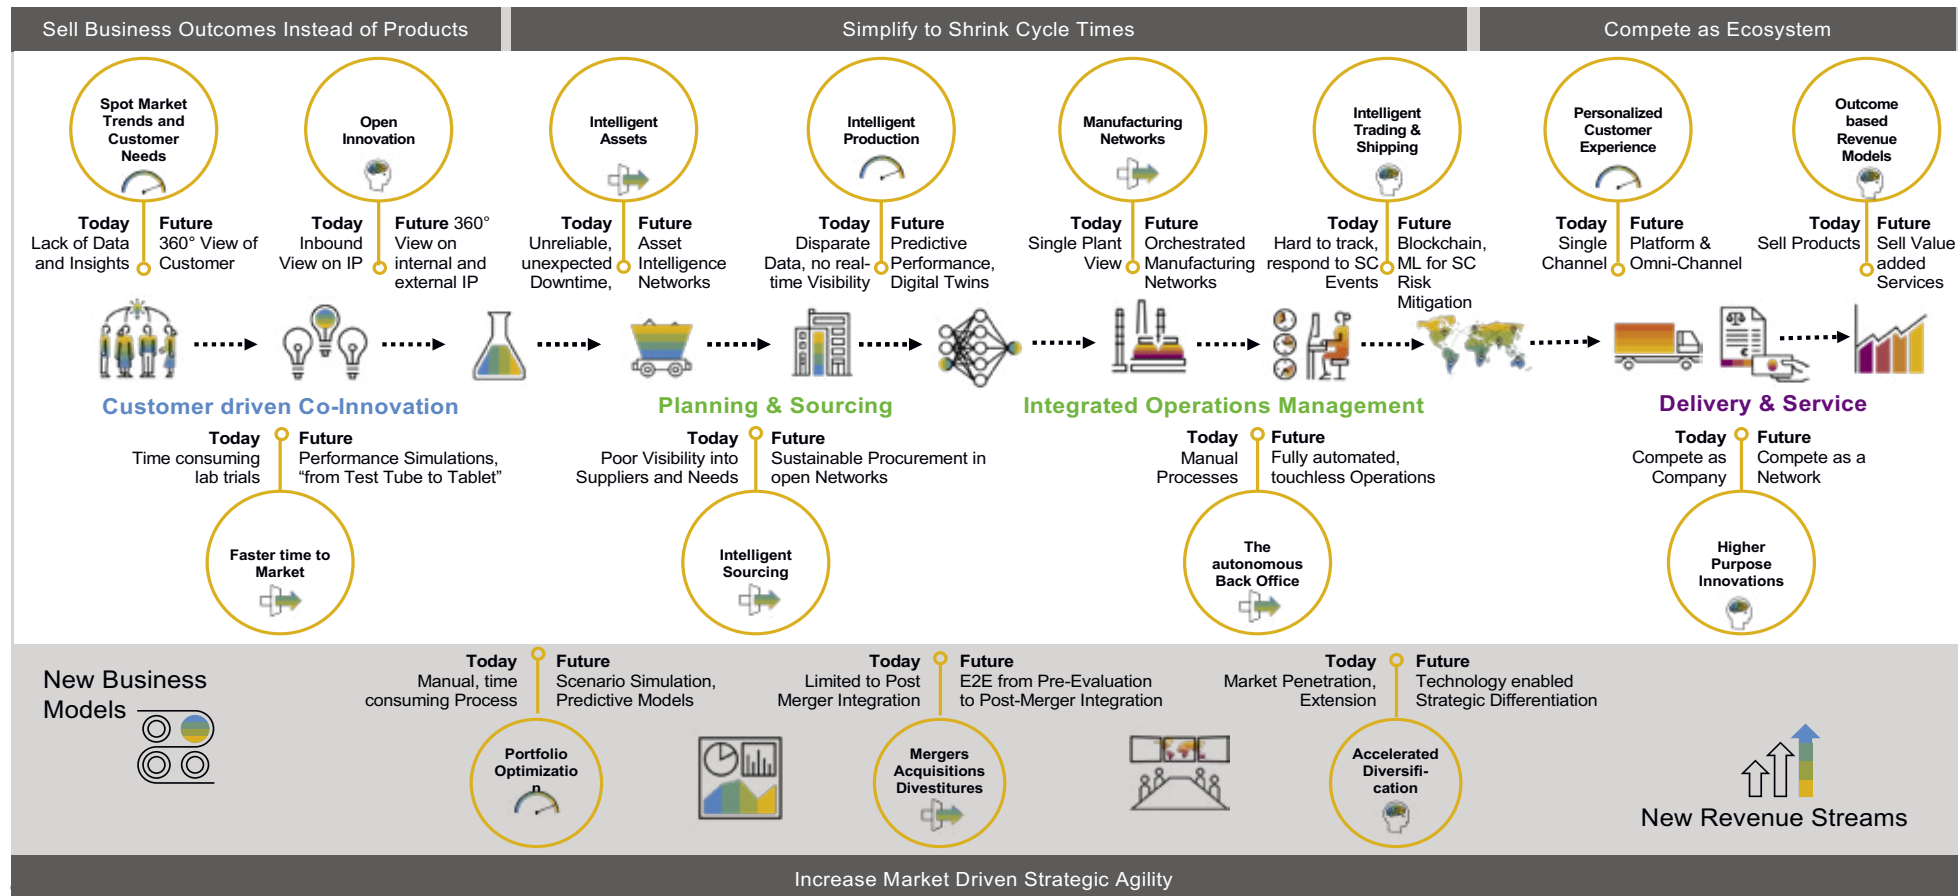 Sell Business Outcomes Instead of Products
Simplify to Shrink Cycle Times
Compete as Ecosystem
Spot Market
Trends and
Customer
Needs
Today
Lack of Data
and Insights
Future
360° View of
Customer
Open
Innovation
Today
Inbound
View on IP
Future 360°
View on
internal and
external IP
Intelligent
Assets
Today
Unreliable,
unexpected
Downtime,
Future
Asset
Intelligence
Networks
Intelligent
Production
Today
Disparate
Data, no real-
time Visibility
Future
Predictive
Performance,
Digital Twins
Manufacturing
Networks
Today
Single Plant
View
Future
Orchestrated
Manufacturing
Networks
Intelligent
Trading &
Shipping
Today
Hard to track,
respond to SC
Events
Future
Blockchain,
ML for SC
Risk
Mitigation
Personalized
Customer
Experience
Today
Single
Channel
Future
Platform &
Omni-Channel
Outcome
based
Revenue
Models
Today
Sell Products
Future
Sell Value
added
Services
Customer driven Co-Innovation
Planning & Sourcing
Integrated Operations Management
Delivery & Service
Today
Time consuming
lab trials
Future
Performance Simulations,
“from Test Tube to Tablet”
Faster time to
Market
Today
Poor Visibility into
Suppliers and Needs
Future
Sustainable Procurement in
open Networks
Intelligent
Sourcing
Today
Manual
Processes
Future
Fully automated,
touchless Operations
The
autonomous
Back Office
Today
Compete as
Company
Future
Compete as a
Network
Higher
Purpose
Innovations
New Business
Models
Today
Manual, time
consuming Process
Future
Scenario Simulation,
Predictive Models
Portfolio
Optimizatio
n
Today
Limited to Post
Merger Integration
Future
E2E from Pre-Evaluation
to Post-Merger Integration
Mergers
Acquisitions
Divestitures
Today
Market Penetration,
Extension
Future
Technology enabled
Strategic Differentiation
Accelerated
Diversifi-
cation
New Revenue Streams
Increase Market Driven Strategic Agility